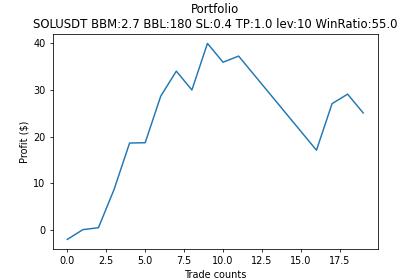 Portfolio
SOLUSDT BBM:2.7 BBL:180 SL:0.4 TP:1.0 lev:10 WinRatio:55.0
40
30
20
10
0
Profit ($)
0.0 2.5 5.0 7.5 10.0 12.5 15.0 17.5
Trade counts